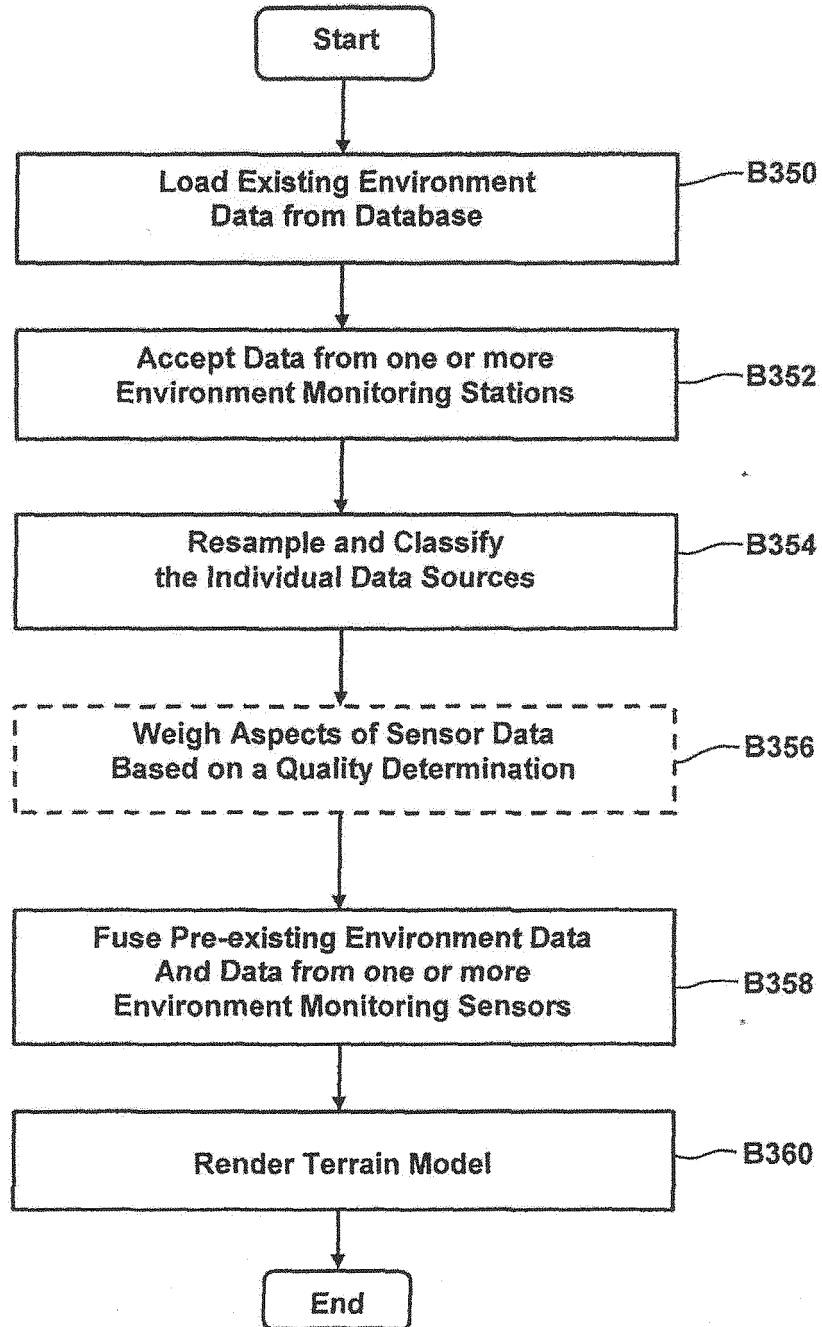 Start
Load Existing Environment
Data from Database
B350
Accept Data from one or more
Environment Monitoring Stations
B352
Resample and Classify
the Individual Data Sources
B354
Weigh Aspects of Sensor Data
Based on a Quality Determination
B356
Fuse Pre-existing Environment Data
And Data from one or more
Environment Monitoring Sensors
B358
Render Terrain Model
B360
End